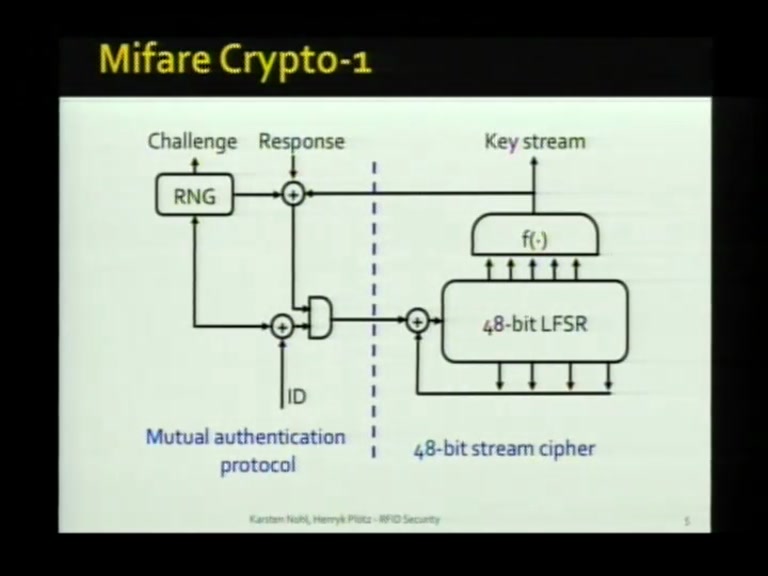 Mifare Crypto-1
Challenge Response Key stream
RNG
f(·)
48-bit LFSR
ID
Mutual authentication
protocol
48-bit stream cipher
Karsten Nohl, Henryk Plötz - RFID Security 5